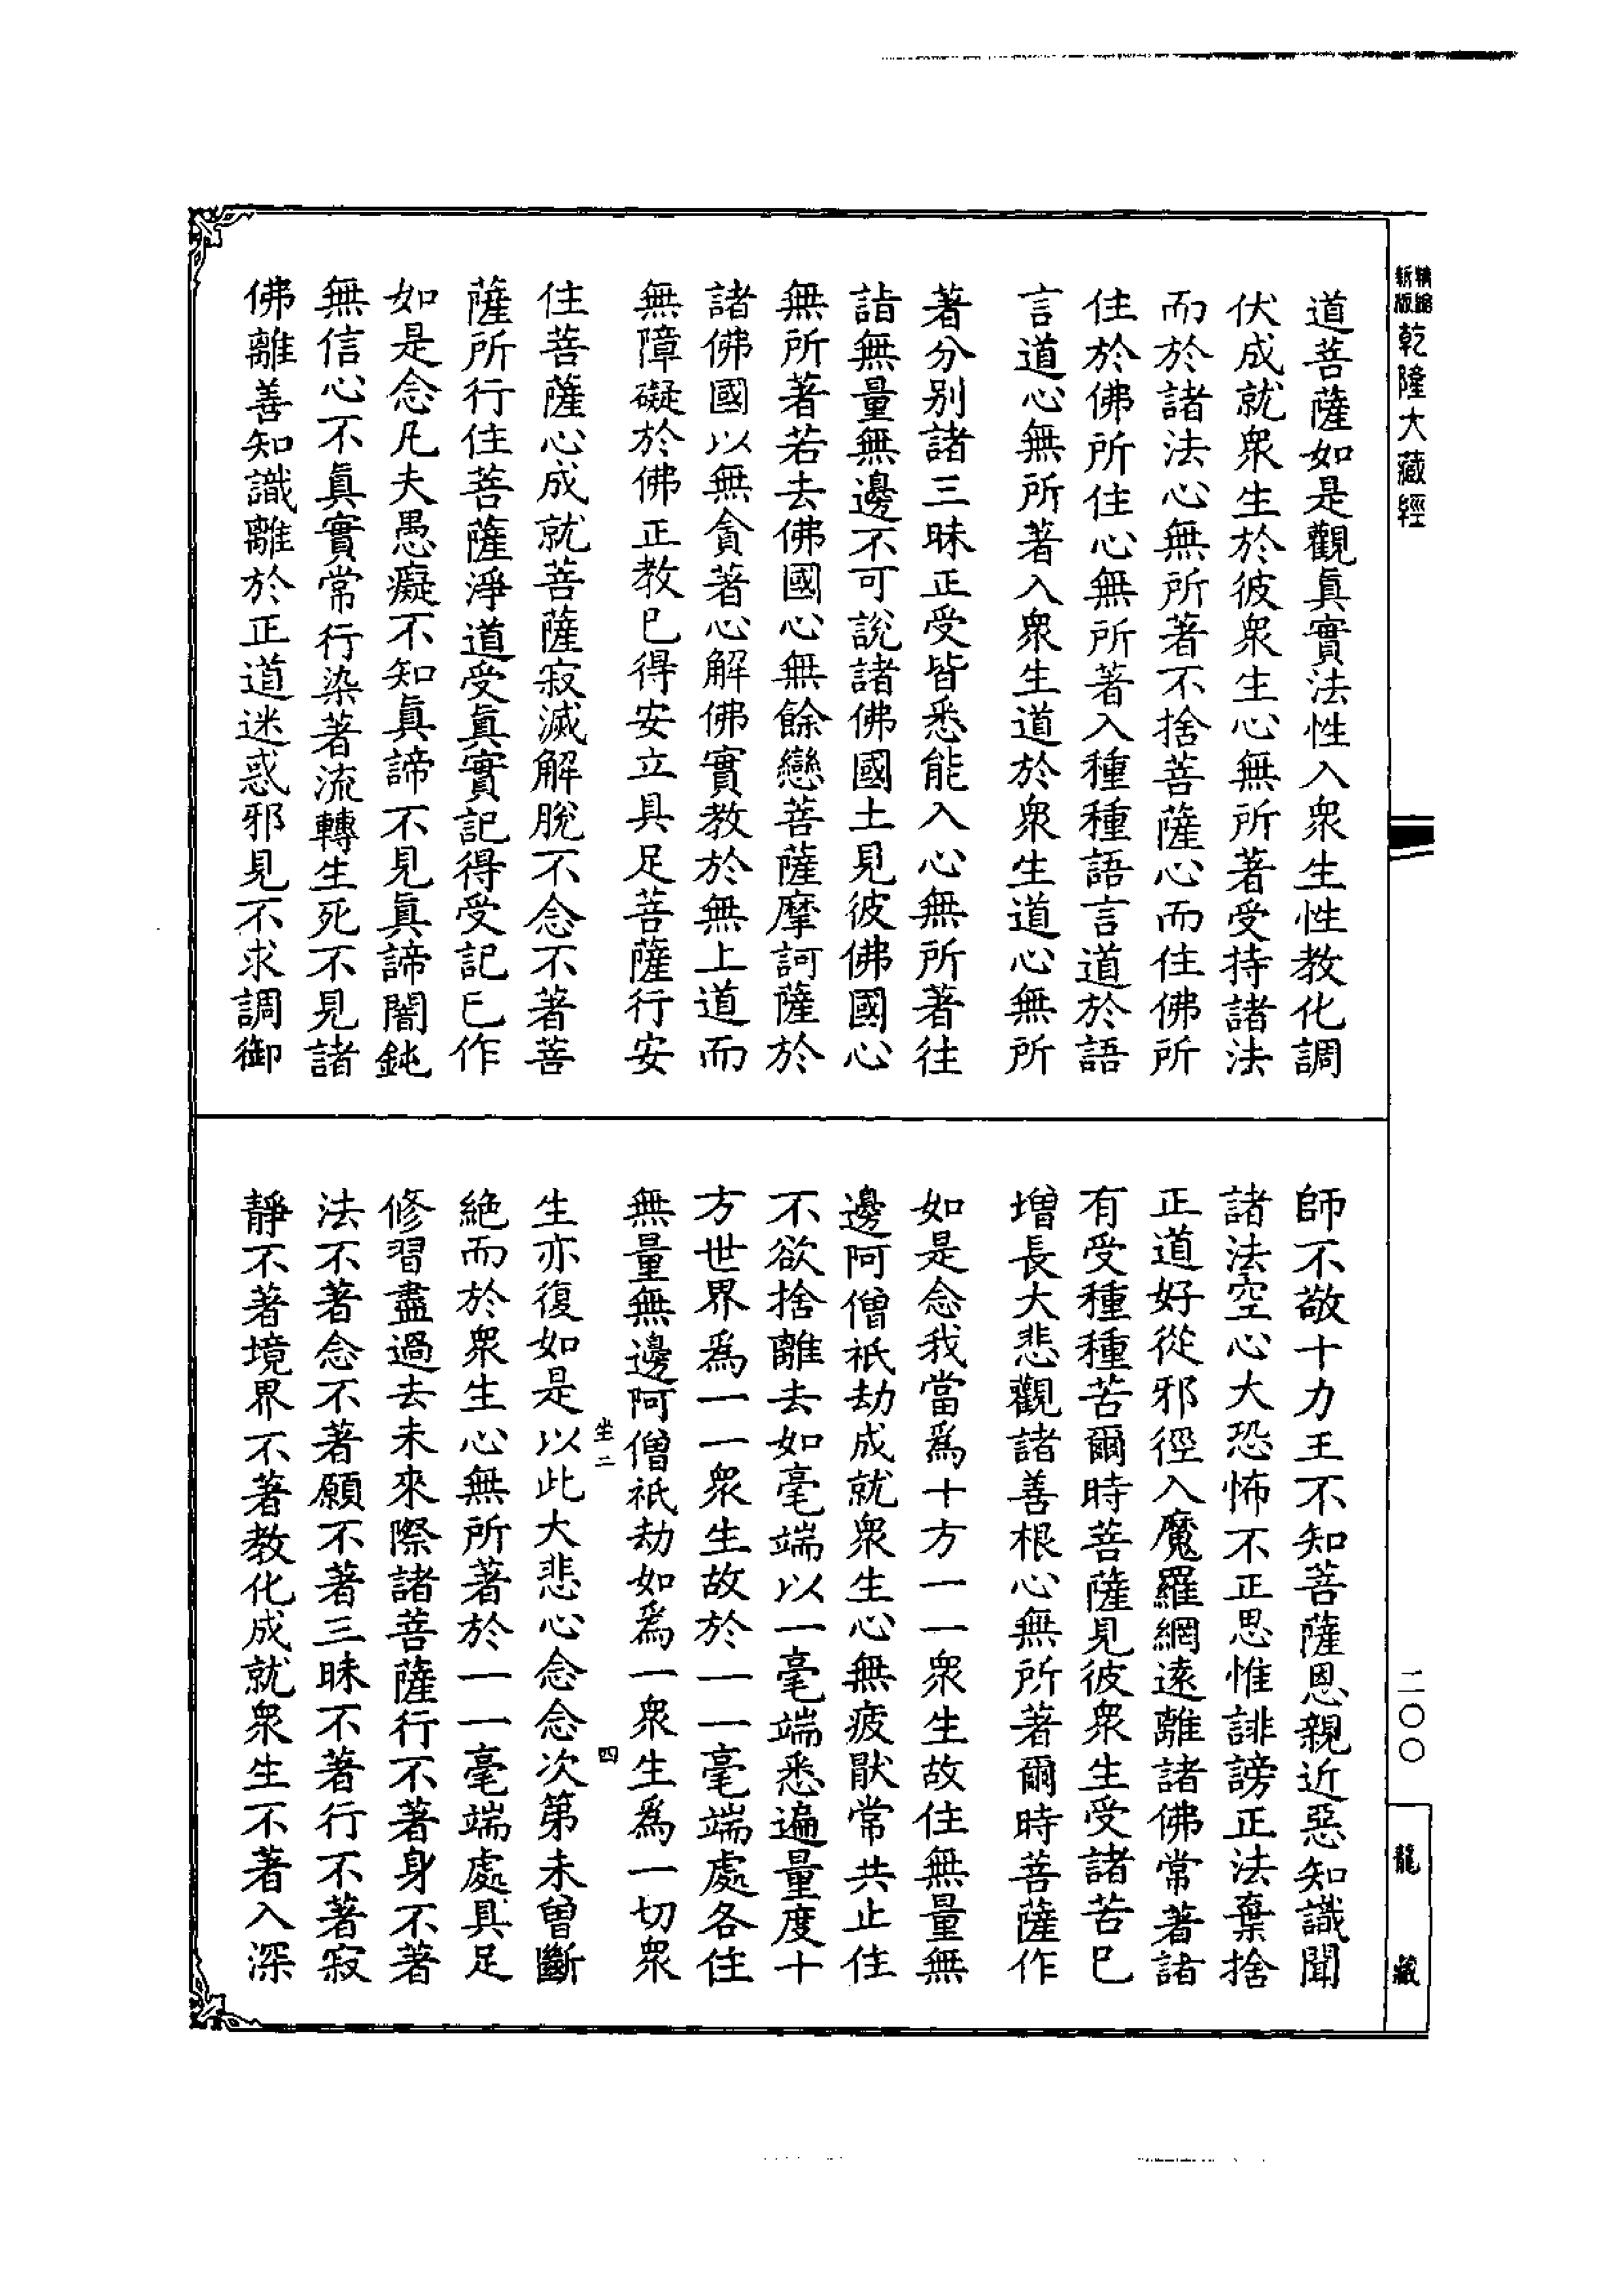 精縮
新版
乾隆大藏經
道菩薩如是觀眞實法性入衆生性教化調
伏成就衆生於彼衆生心無所著受持諸法
而於諸法心無所著不捨菩薩心而住佛所
住於佛所住心無所著入種種語言道於語
言道心無所著入衆生道於衆生道心無所
著分别諸三昧正受皆悉能入心無所著往
詣無量無邊不可說諸佛國土見彼佛國心
無所著若去佛國心無餘戀菩薩摩訶薩於
諸佛國以無貪著心解佛實教於無上道而
無障礙於佛正教巳得安立具足菩薩行安
住菩薩心成就菩薩寂滅解脫不念不著菩
薩所行住菩薩淨道受眞實記得受記巳作
如是念凡夫愚癡不知眞諦不見眞諦闇鈍
無信心不眞實常行染著流轉生死不見諸
佛離善知識離於正道迷惑邪見不求調御
師不敬十力王不知菩薩恩親近惡知識聞
諸法空心大恐怖不正思惟誹謗正法棄捨
正道好從邪徑入魔羅網遠離諸佛常著諸
有受種種苦爾時菩薩見彼衆生受諸苦巳
增長大悲觀諸善根心無所著爾時菩薩作
如是念我當爲十方一一衆生故住無量無
邊阿僧祇劫成就衆生心無疲猒常共止住
不欲捨離去如毫端以一毫端悉遍量度十
方世界爲一一衆生故於一一毫端處各住
無量無邊阿僧祇劫如爲一衆生爲一切衆
坐二 四
生亦復如是以此大悲心念念次第未曾斷
絶而於衆生心無所著於一一毫端處具足
修習盡過去未來際諸菩薩行不著身不著
法不著念不著願不著三昧不著行不著寂
靜不著境界不著教化成就衆生不著入深
二〇〇
龍藏